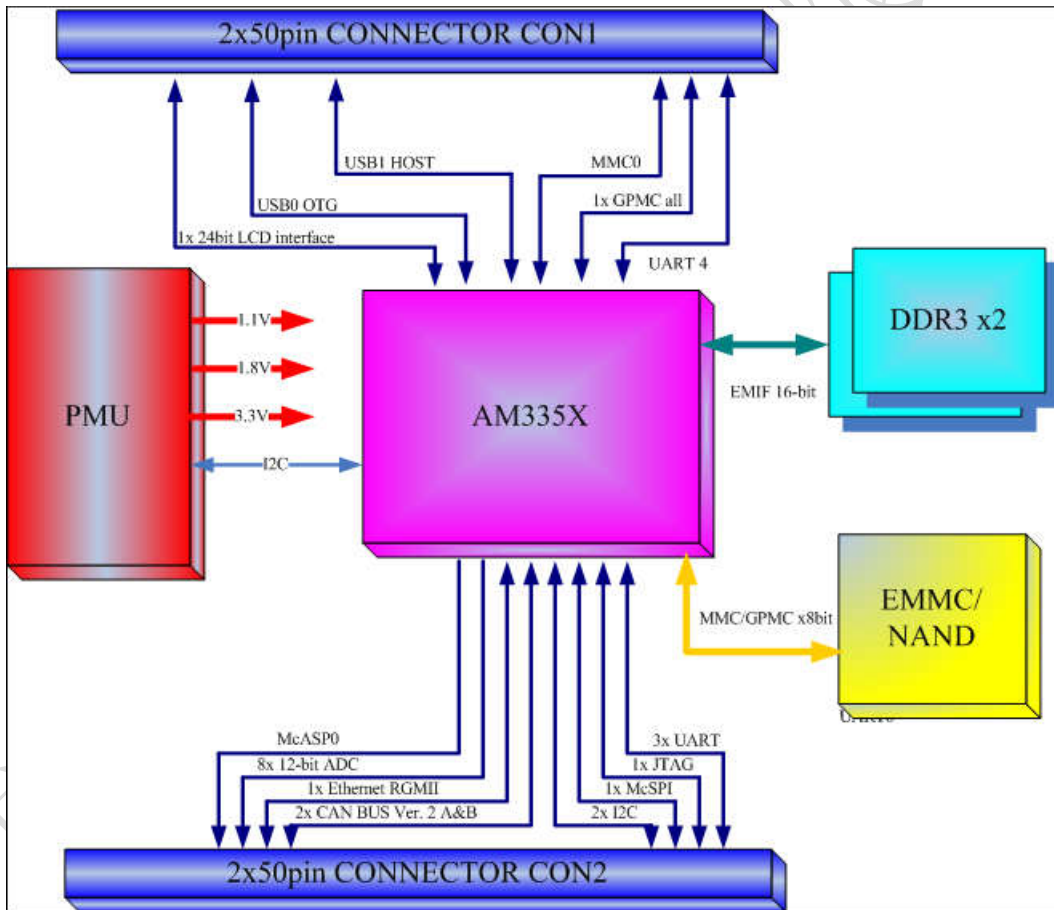 2x50pin CONNECTOR CON1
USB1 HOST
MMC0
USB0 OTG
1x GPMC all
1x 24bit LCD interface
UART 4
PMU
1.1V
1.8V
3.3V
I2C
AM335X
DDR3 x2
EMIF 16-bit
EMMC/
NAND
MMC/GPMC x8bit
McASP0
8x 12-bit ADC
1x Ethernet RGMII
2x CAN BUS Ver. 2 A&B
3x UART
1x JTAG
1x McSPI
2x I2C
2x50pin CONNECTOR CON2